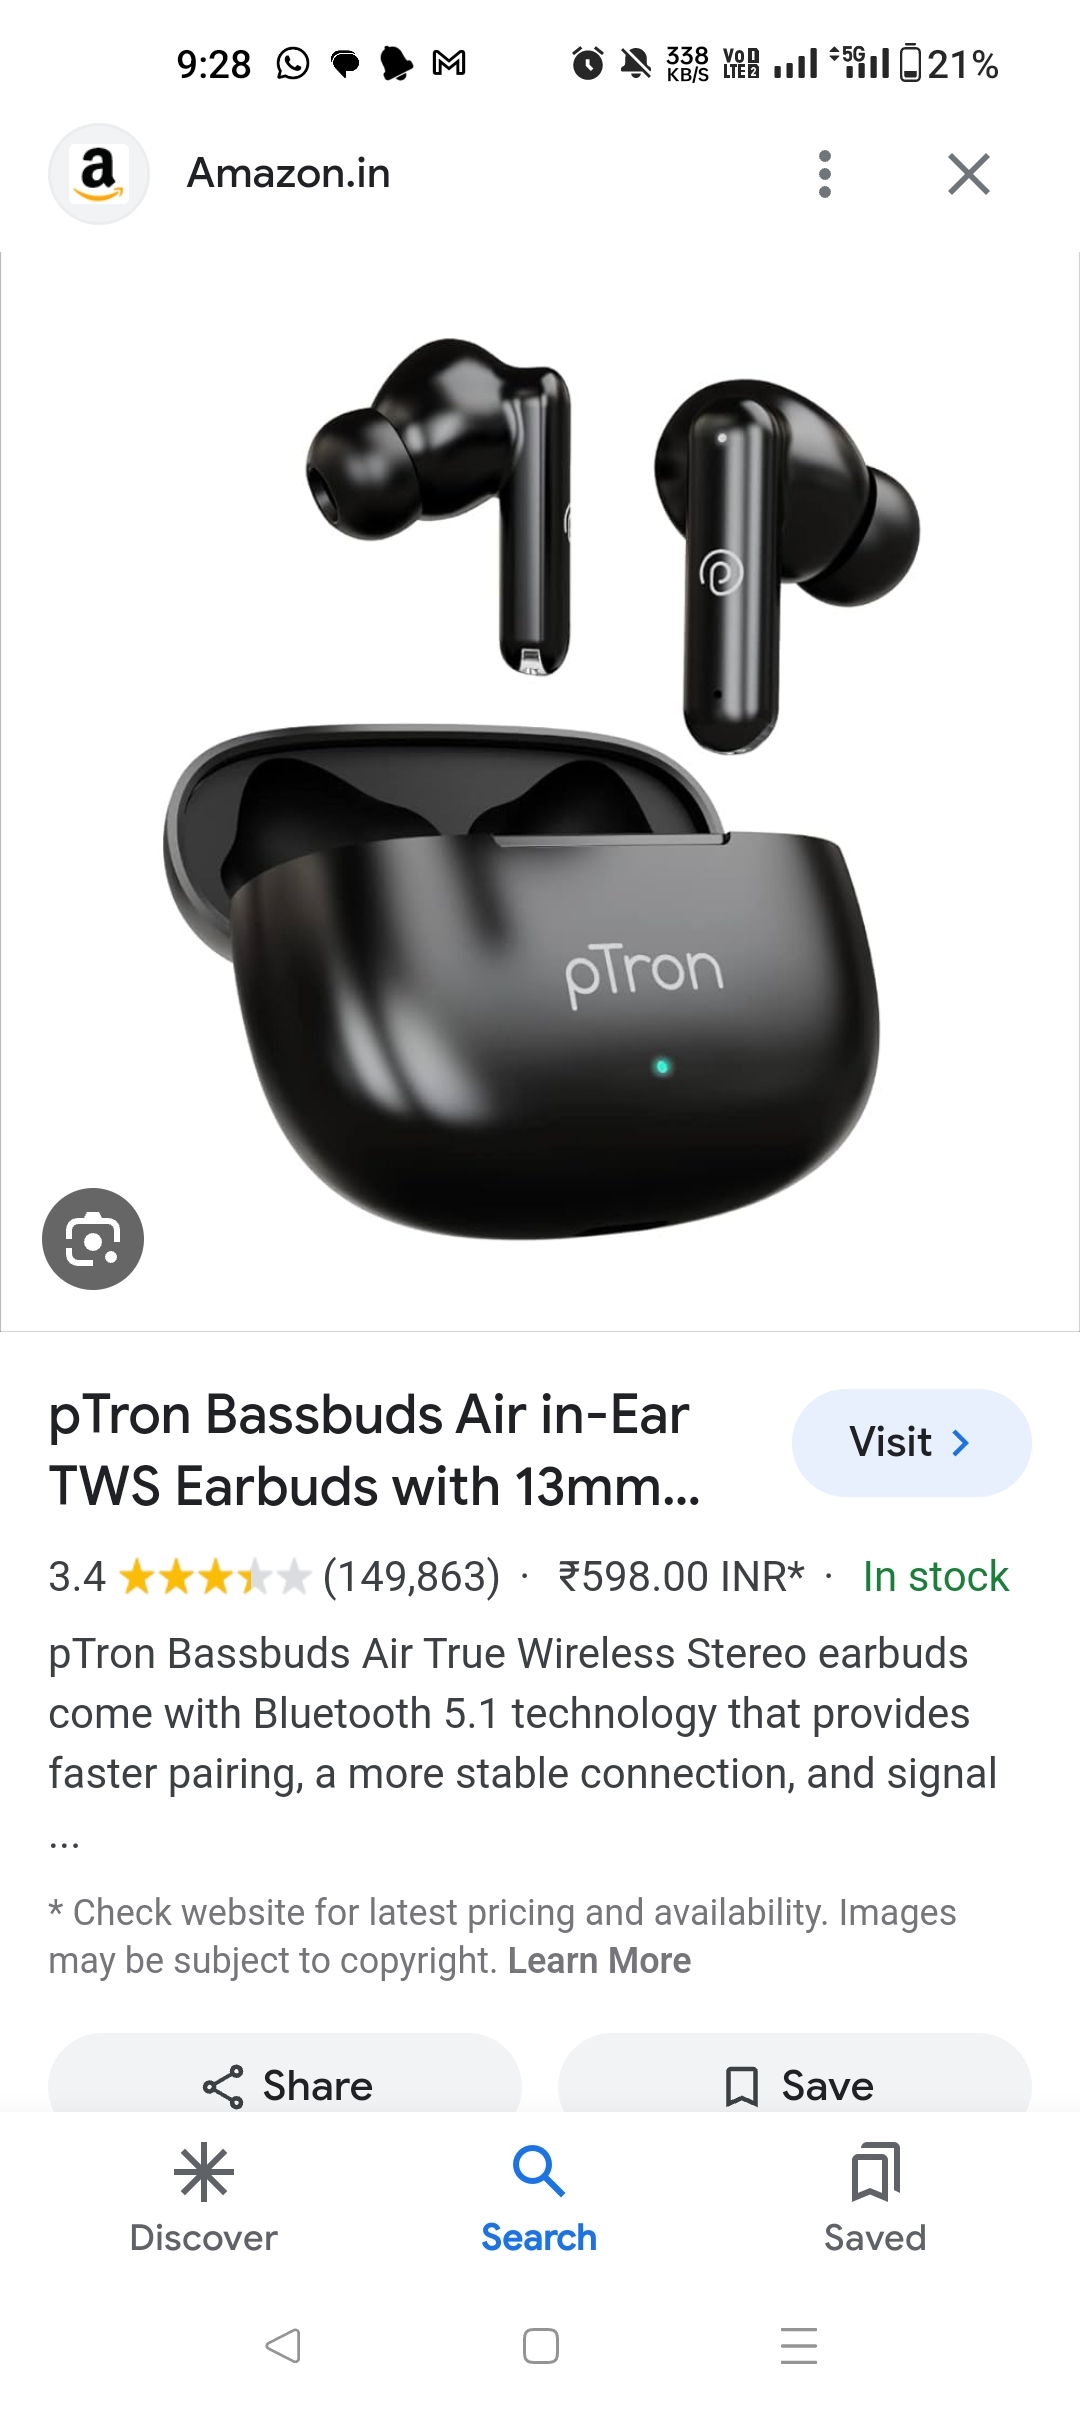 9:28 338 KB/S VoD LTE2 5G 21%
a Amazon.in
pTron
pTron Bassbuds Air in-Ear
TWS Earbuds with 13mm...
Visit
3.4 (149,863) · ₹598.00 INR* · In stock
pTron Bassbuds Air True Wireless Stereo earbuds
come with Bluetooth 5.1 technology that provides
faster pairing, a more stable connection, and signal
...
* Check website for latest pricing and availability. Images
may be subject to copyright. Learn More
Share Save
Discover Search Saved